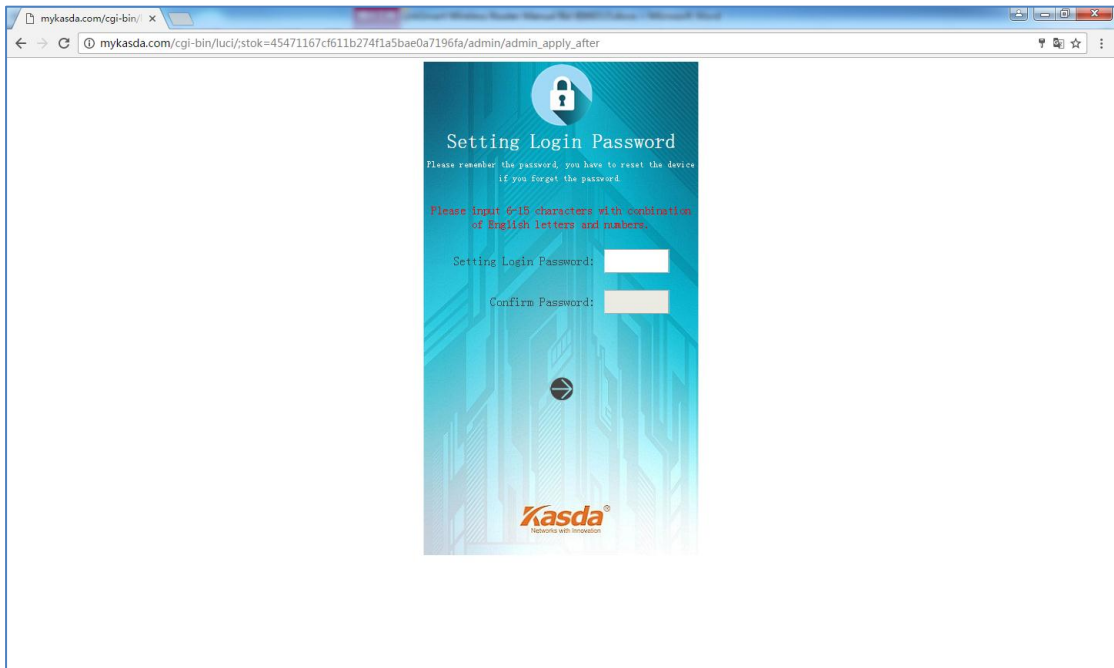 mykasda.com/cgi-bin/l
mykasda.com/cgi-bin/luci/;stok=45471167cf611b274f1a5bae0a7196fa/admin/admin_apply_after
Setting Login Password
Please remember the password, you have to reset the device
if you forget the password
Please input 6-15 characters with conbination
of English letters and numbers.
Setting Login Password:
Confirm Password:
Kasda®
Networks with Innovation